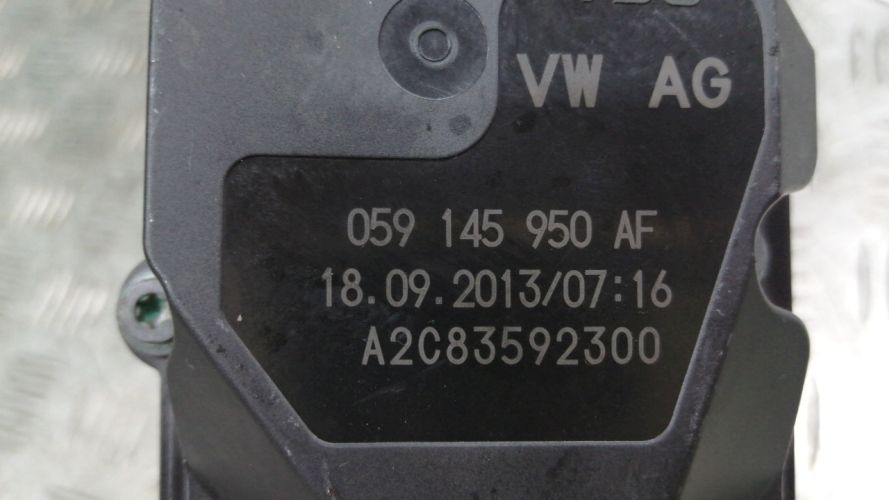 VW AG
059 145 950 AF
18.09.2013/07:16
A2C83592300